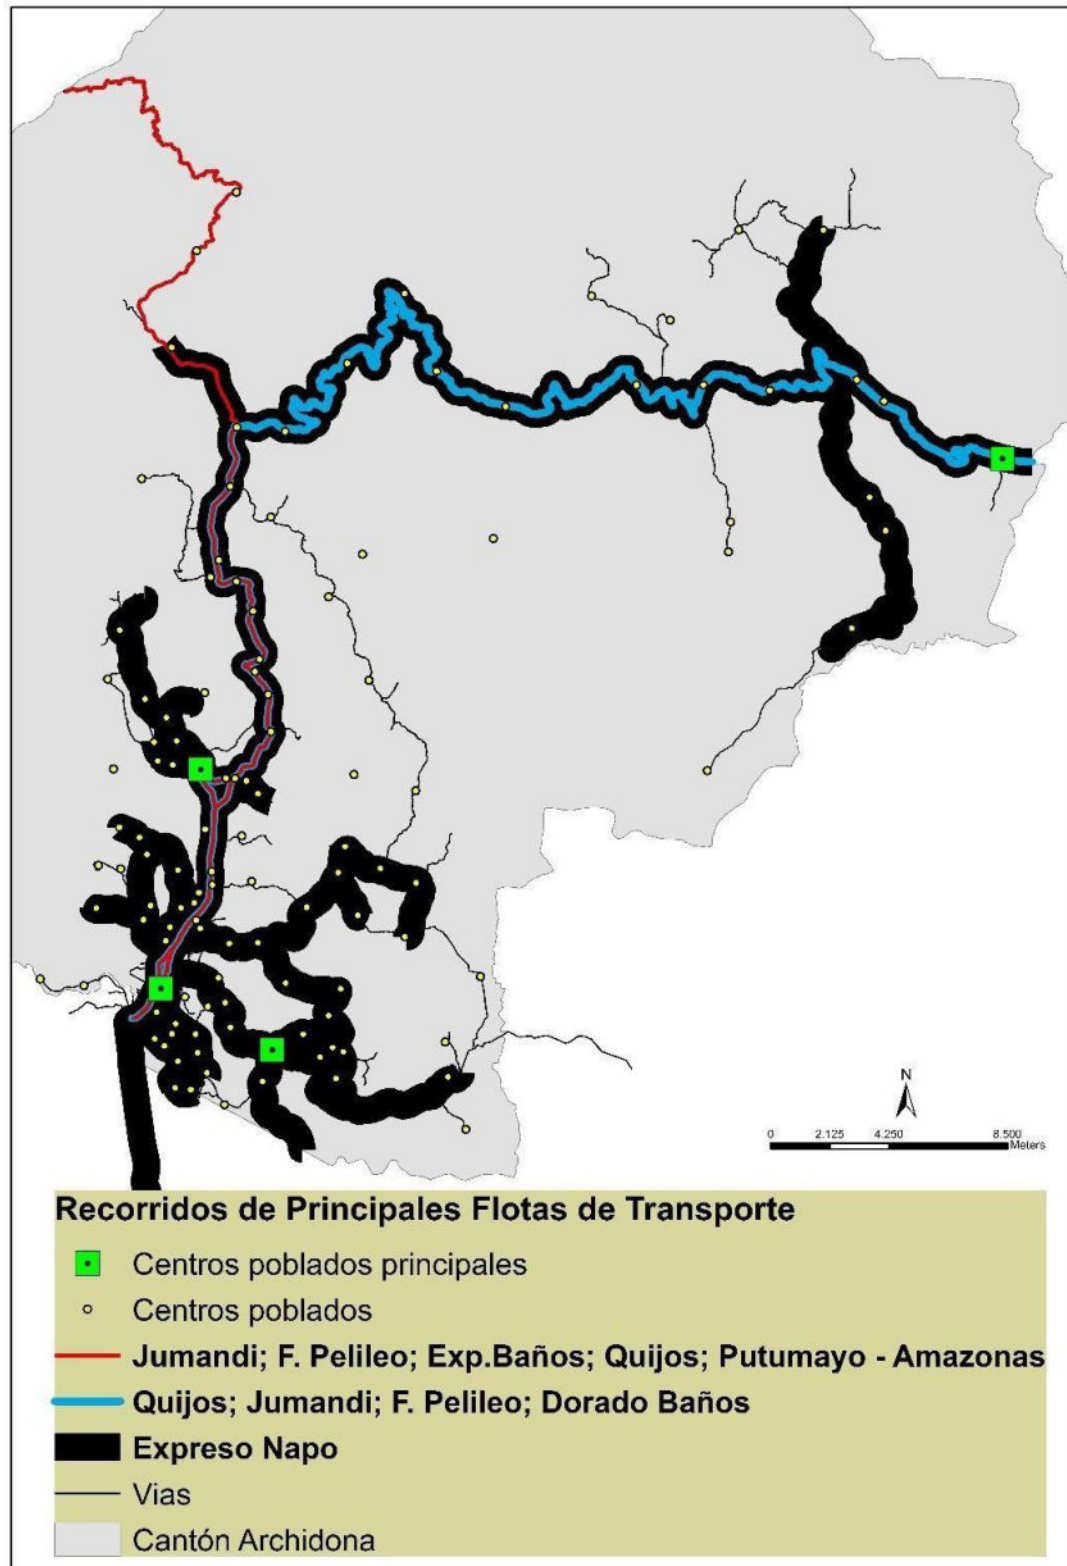 N
0 2.125 4.250 8.500
Meters
Recorridos de Principales Flotas de Transporte
Centros poblados principales
Centros poblados
Jumandi; F. Pelileo; Exp.Baños; Quijos; Putumayo - Amazonas
Quijos; Jumandi; F. Pelileo; Dorado Baños
Expreso Napo
Vias
Cantón Archidona